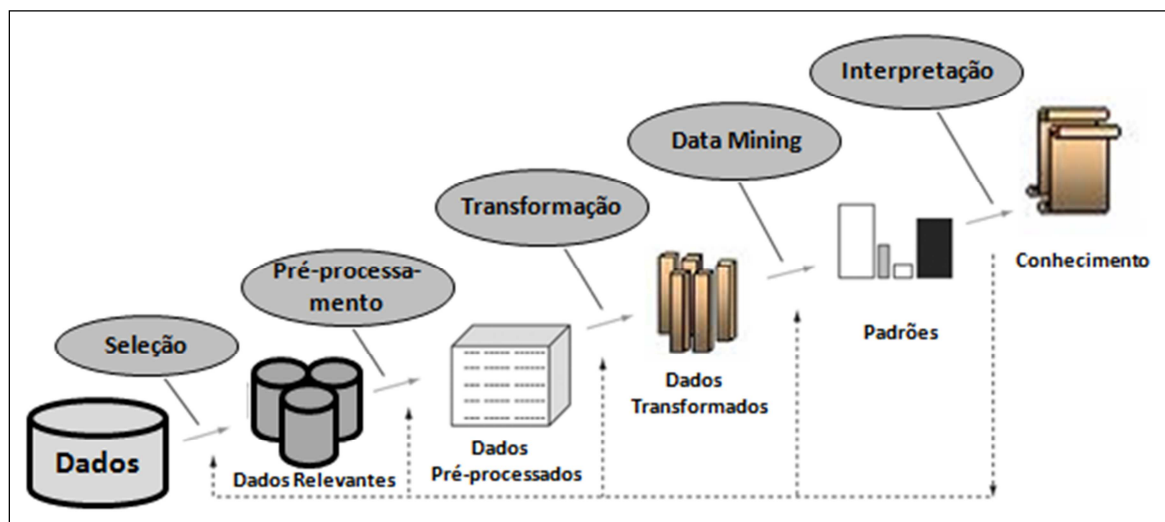 Interpretação
Data Mining
Transformação
Pré-processa-
mento
Seleção
Dados
Dados Relevantes
Dados
Pré-processados
Dados
Transformados
Padrões
Conhecimento